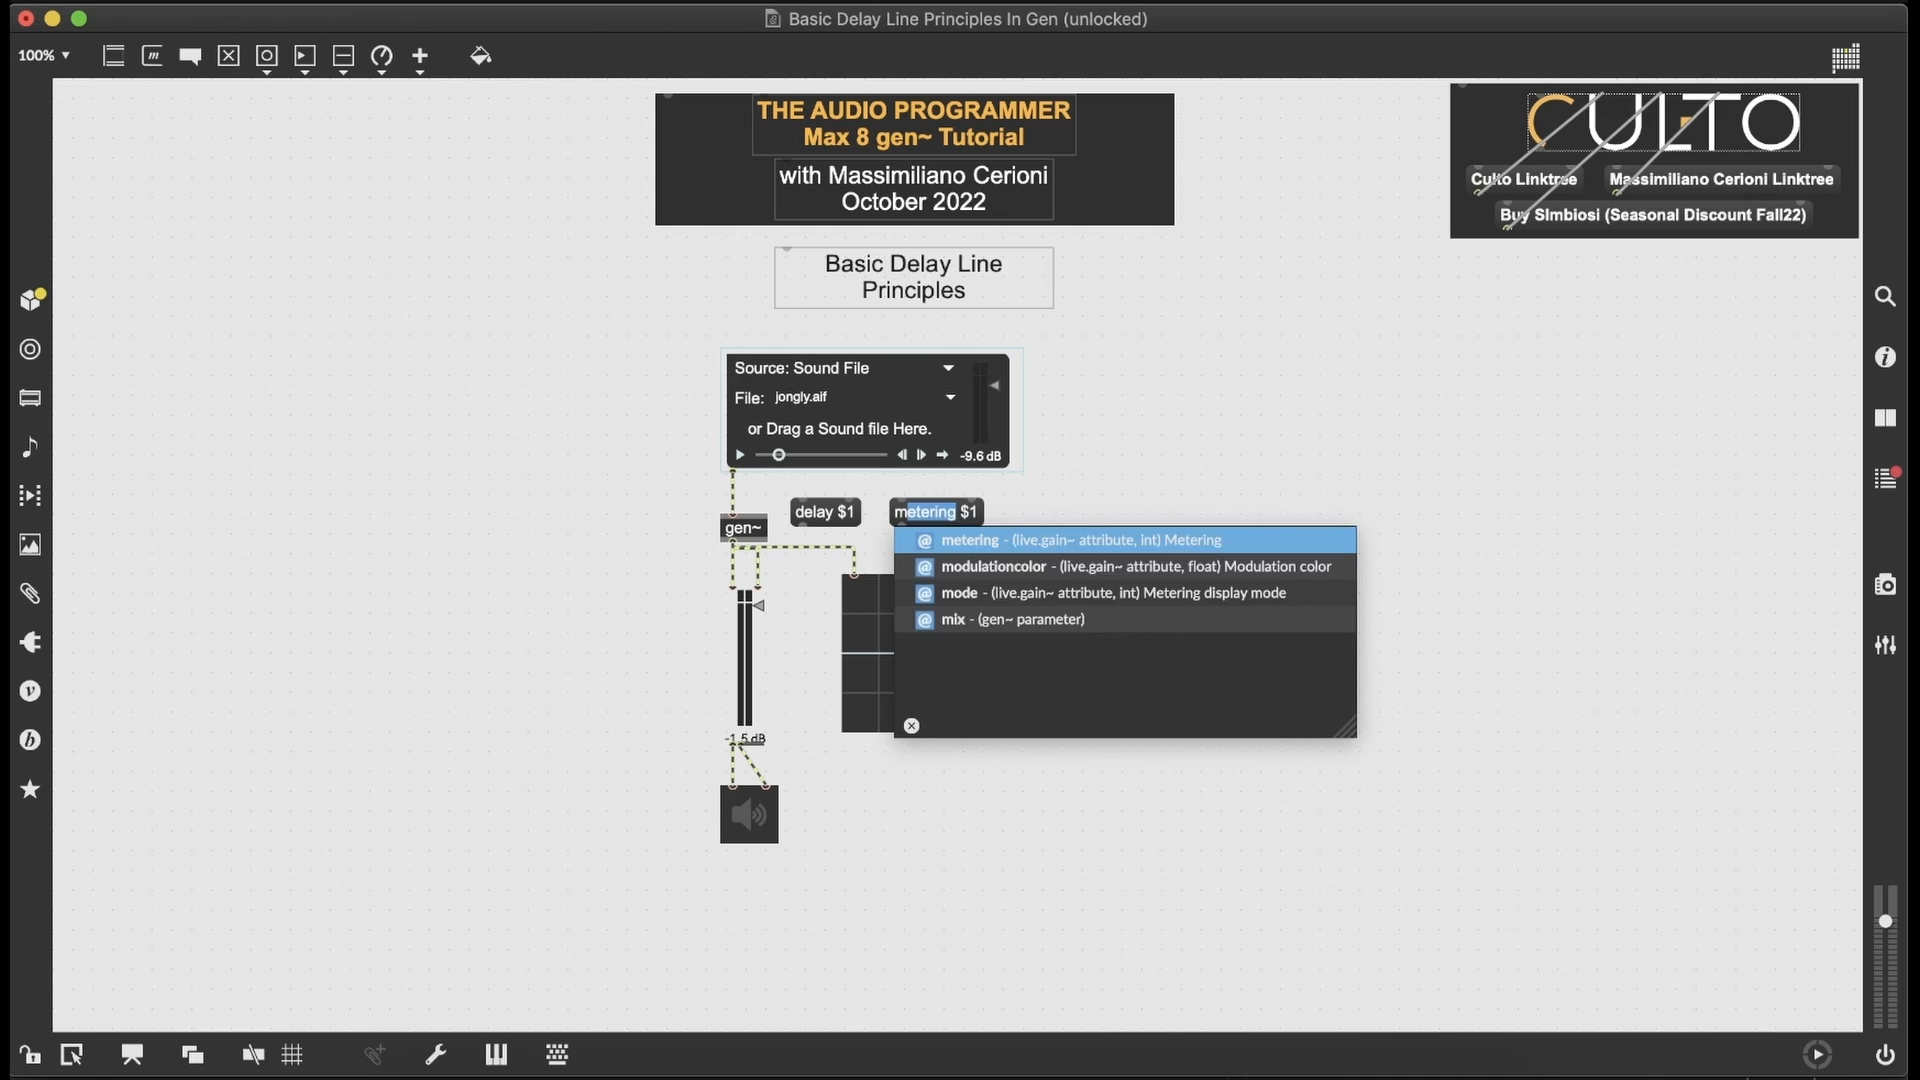 Basic Delay Line Principles In Gen (unlocked)
100%
THE AUDIO PROGRAMMER
Max 8 gen~ Tutorial
with Massimiliano Cerioni
October 2022
CULTO
Culto Linktree
Massimiliano Cerioni Linktree
Buy SImbiosi (Seasonal Discount Fall22)
Basic Delay Line
Principles
Source: Sound File
File: jongly.aif
or Drag a Sound file Here.
-9.6 dB
delay $1
metering $1
gen~
metering - (live.gain~ attribute, int) Metering
modulationcolor - (live.gain~ attribute, float) Modulation color
mode - (live.gain~ attribute, int) Metering display mode
mix - (gen~ parameter)
-1.5 dB